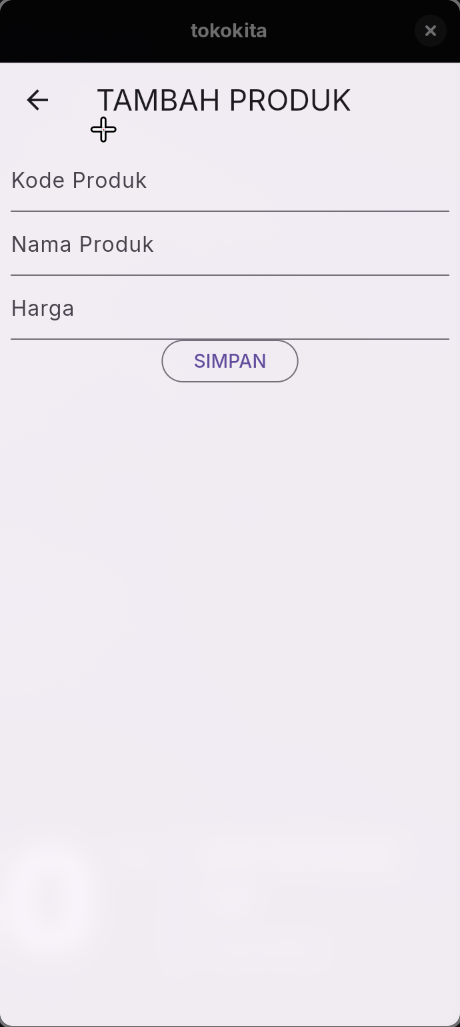 tokokita
TAMBAH PRODUK
Kode Produk
Nama Produk
Harga
SIMPAN